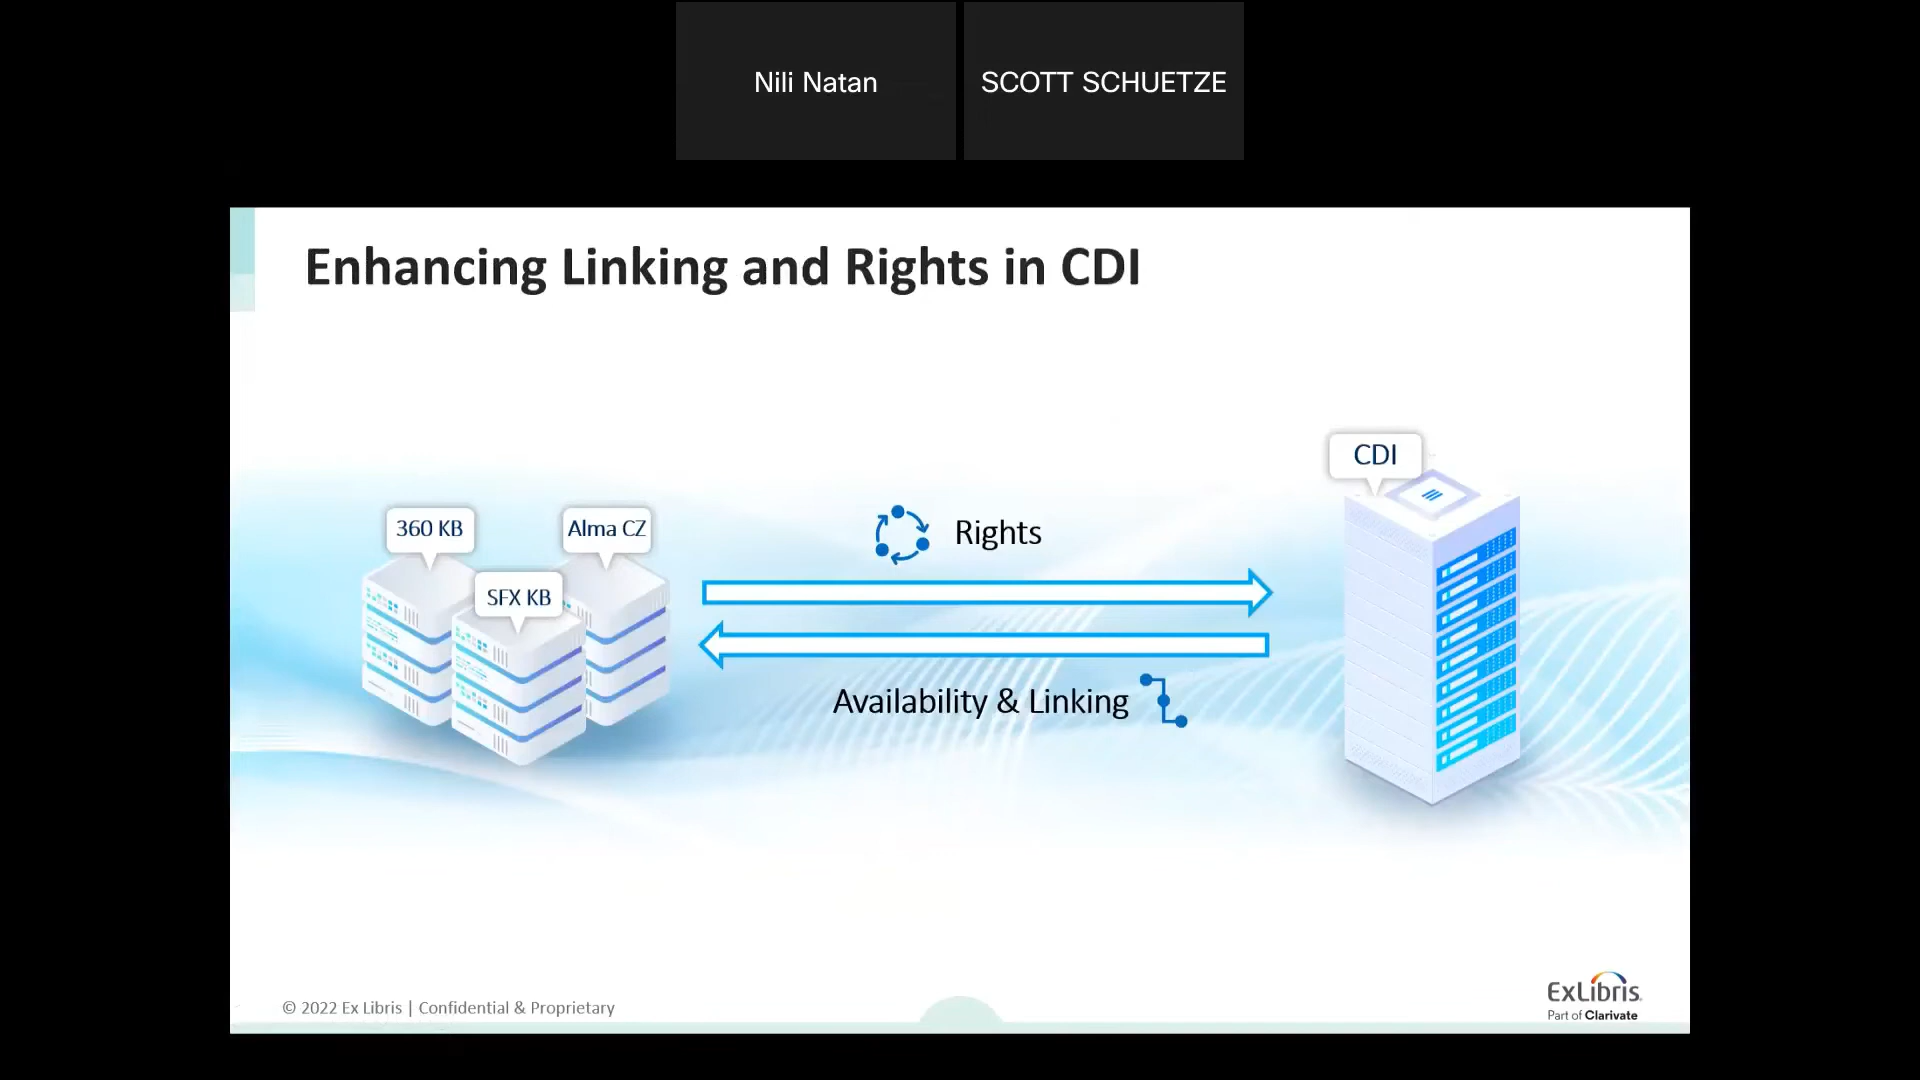 Nili Natan
SCOTT SCHUETZE
Enhancing Linking and Rights in CDI
CDI
360 KB
Alma CZ
SFX KB
Rights
Availability & Linking
© 2022 Ex Libris | Confidential & Proprietary
ExLibris
Part of Clarivate